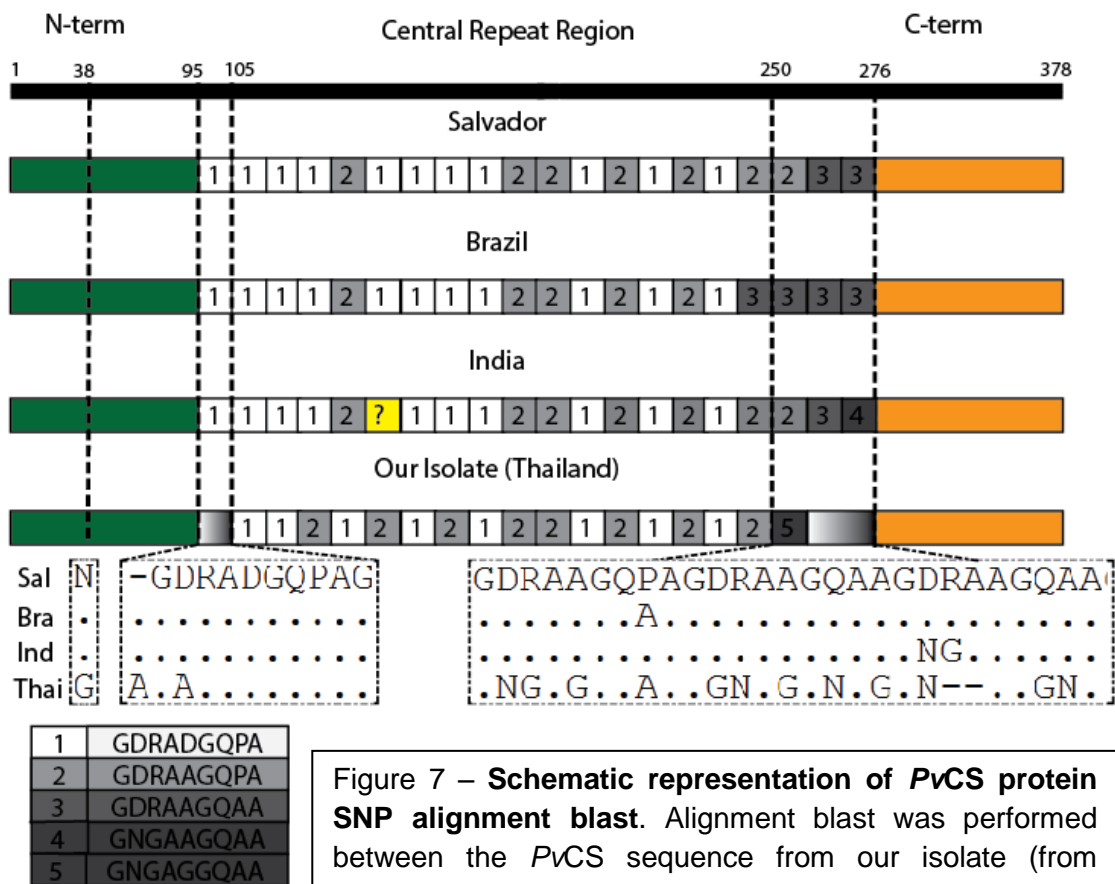 N-term Central Repeat Region C-term
1 38 95 105 250 276 378
Salvador
1 1 1 1 2 1 1 1 1 2 2 1 2 1 2 1 2 2 3 3
Brazil
1 1 1 1 2 1 1 1 1 2 2 1 2 1 2 1 3 3 3 3
India
1 1 1 1 2 ? 1 1 1 2 2 1 2 1 2 1 2 2 3 4
Our Isolate (Thailand)
1 1 2 1 2 1 2 1 2 2 1 2 1 2 1 2 5
Sal N -GDRADGQPAG GDRAAGQPAGDRAAGQAAGDRAAGQAAG
Bra . ........... .......A...................
Ind . ........... ...................NG......
Thai G A.A........ .NG.G..A..GN.G.N.G.N--..GN.
1 GDRADGQPA
2 GDRAAGQPA
3 GDRAAGQAA
4 GNGAAGQAA
5 GNGAGGQAA
Figure 7 – Schematic representation of PvCS protein
SNP alignment blast. Alignment blast was performed
between the PvCS sequence from our isolate (from